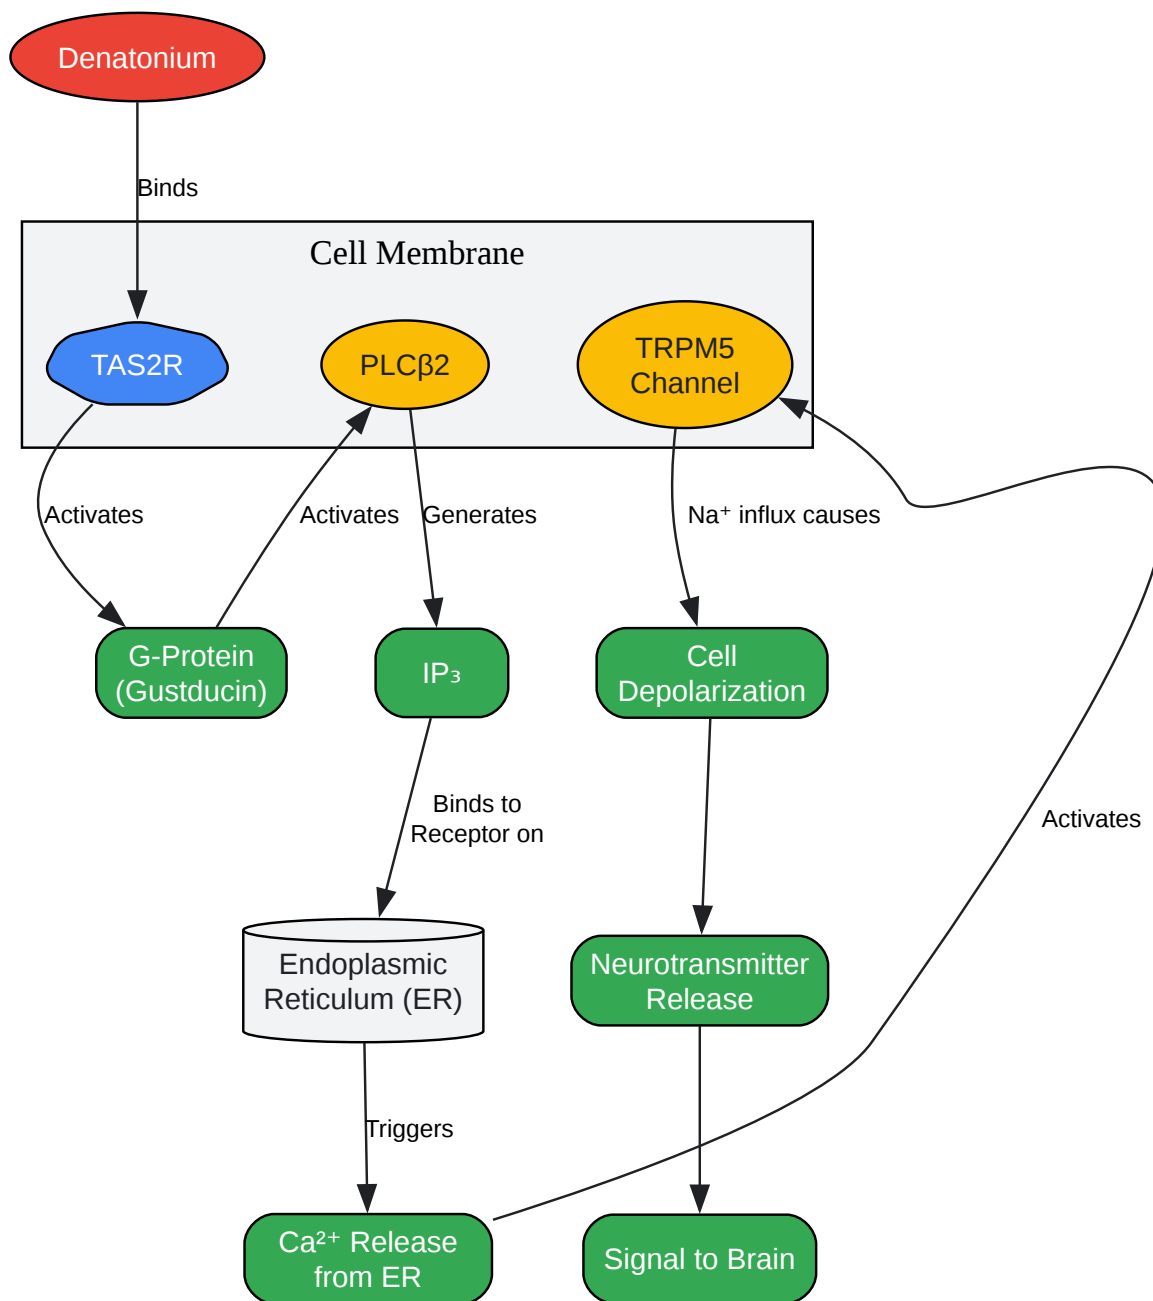 Denatonium
Binds
Cell Membrane
TAS2R
PLCβ2
TRPM5
Channel
Activates
Activates
Generates
Na⁺ influx causes
G-Protein
(Gustducin)
IP₃
Cell
Depolarization
Binds to
Receptor on
Activates
Endoplasmic
Reticulum (ER)
Neurotransmitter
Release
Triggers
Ca²⁺ Release
from ER
Signal to Brain